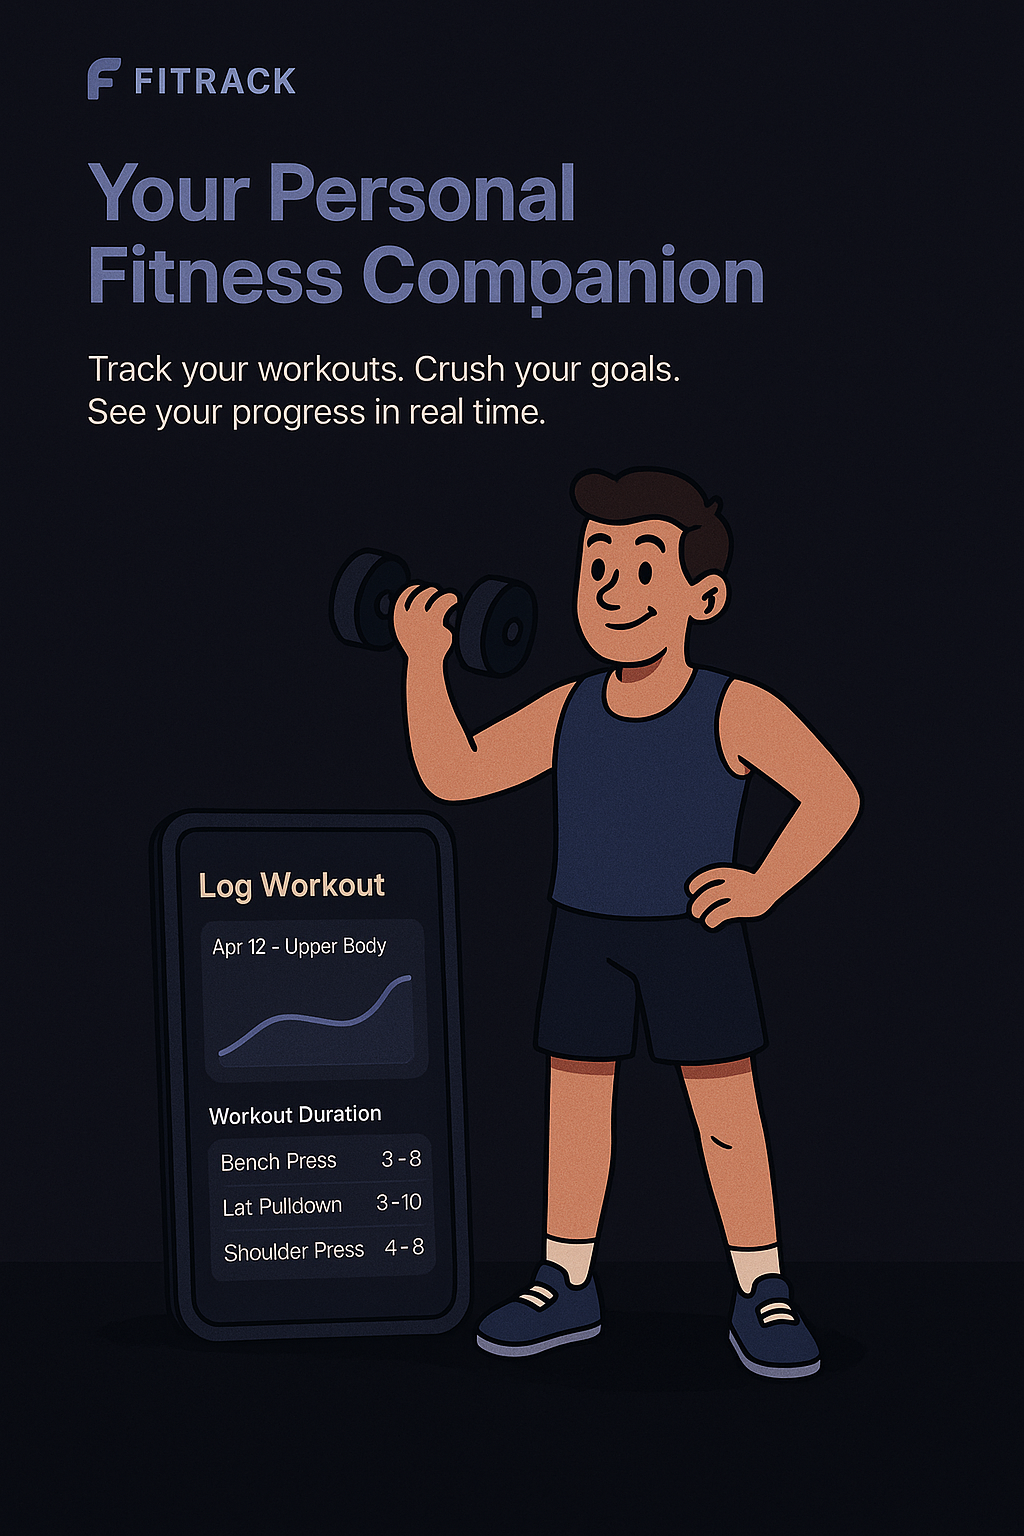 FITRACK
Your Personal
Fitness Companion
Track your workouts. Crush your goals.
See your progress in real time.
Log Workout
Apr 12 - Upper Body
Workout Duration
Bench Press 3-8
Lat Pulldown 3-10
Shoulder Press 4-8